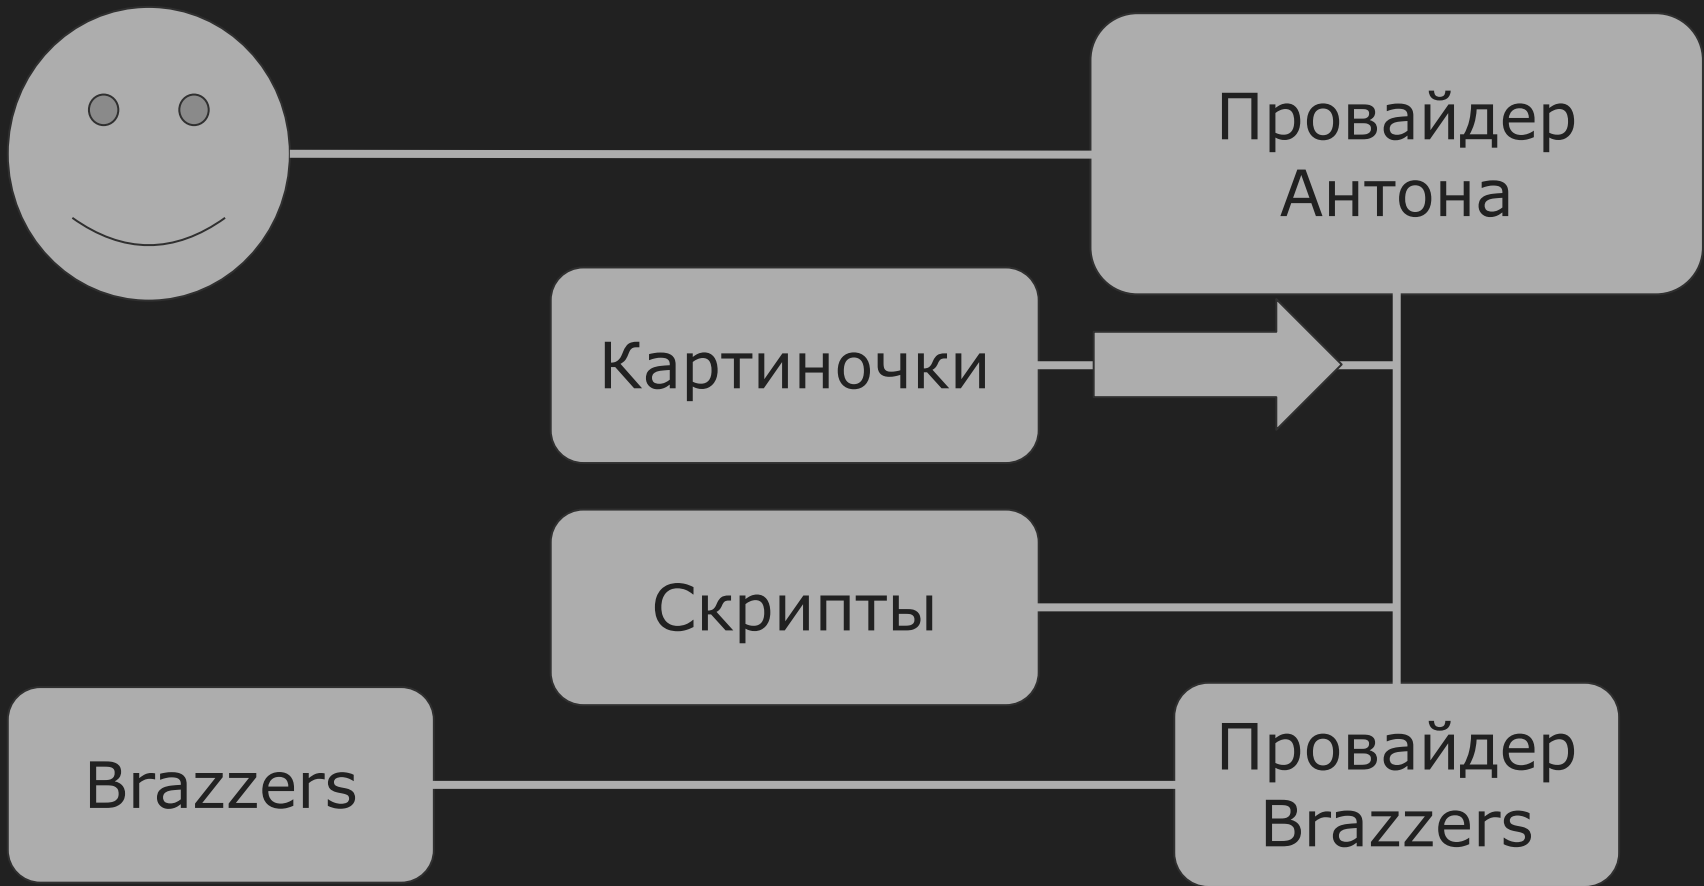 Провайдер
Антона
Картиночки
Скрипты
Brazzers
Провайдер
Brazzers